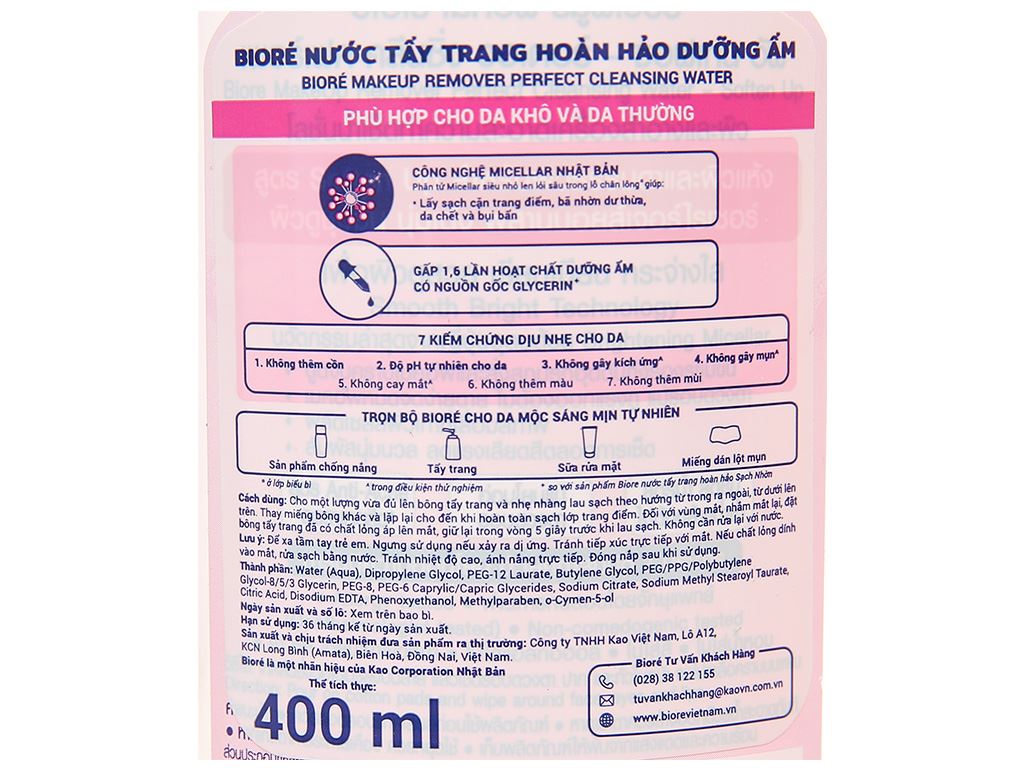 BIORÉ NƯỚC TẨY TRANG HOÀN HẢO DƯỠNG ẨM
BIORÉ MAKEUP REMOVER PERFECT CLEANSING WATER
PHÙ HỢP CHO DA KHÔ VÀ DA THƯỜNG
CÔNG NGHỆ MICELLAR NHẬT BẢN
Phân tử Micellar siêu nhỏ len lỏi sâu trong lỗ chân lông* giúp:
• Lấy sạch cặn trang điểm, bã nhờn dư thừa,
da chết và bụi bẩn
GẤP 1,6 LẦN HOẠT CHẤT DƯỠNG ẨM
CÓ NGUỒN GỐC GLYCERIN⁺
7 KIỂM CHỨNG DỊU NHẸ CHO DA
1. Không thêm cồn 2. Độ pH tự nhiên cho da 3. Không gây kích ứng^ 4. Không gây mụn^
5. Không cay mắt^ 6. Không thêm màu 7. Không thêm mùi
TRỌN BỘ BIORÉ CHO DA MỘC SÁNG MỊN TỰ NHIÊN
Sản phẩm chống nắng Tẩy trang Sữa rửa mặt Miếng dán lột mụn
* ở lớp biểu bì ^ trong điều kiện thử nghiệm ⁺ so với sản phẩm Biore nước tẩy trang hoàn hảo Sạch Nhờn
Cách dùng: Cho một lượng vừa đủ lên bông tẩy trang và nhẹ nhàng lau sạch theo hướng từ trong ra ngoài, từ dưới lên
trên. Thay miếng bông khác và lặp lại cho đến khi hoàn toàn sạch lớp trang điểm. Đối với vùng mắt, nhắm mắt lại, đặt
bông tẩy trang đã có chất lỏng áp lên mắt, giữ lại trong vòng 5 giây trước khi lau sạch. Không cần rửa lại với nước.
Lưu ý: Để xa tầm tay trẻ em. Ngưng sử dụng nếu xảy ra dị ứng. Tránh tiếp xúc trực tiếp với mắt. Nếu chất lỏng dính
vào mắt, rửa sạch bằng nước. Tránh nhiệt độ cao, ánh nắng trực tiếp. Đóng nắp sau khi sử dụng.
Thành phần: Water (Aqua), Dipropylene Glycol, PEG-12 Laurate, Butylene Glycol, PEG/PPG/Polybutylene
Glycol-8/5/3 Glycerin, PEG-8, PEG-6 Caprylic/Capric Glycerides, Sodium Citrate, Sodium Methyl Stearoyl Taurate,
Citric Acid, Disodium EDTA, Phenoxyethanol, Methylparaben, o-Cymen-5-ol
Ngày sản xuất và số lô: Xem trên bao bì.
Hạn sử dụng: 36 tháng kể từ ngày sản xuất.
Sản xuất và chịu trách nhiệm đưa sản phẩm ra thị trường: Công ty TNHH Kao Việt Nam, Lô A12,
KCN Long Bình (Amata), Biên Hoà, Đồng Nai, Việt Nam.
Bioré là một nhãn hiệu của Kao Corporation Nhật Bản
Thể tích thực:
400 ml
Bioré Tư Vấn Khách Hàng
(028) 38 122 155
tuvankhachhang@kaovn.com.vn
www.biorevietnam.vn